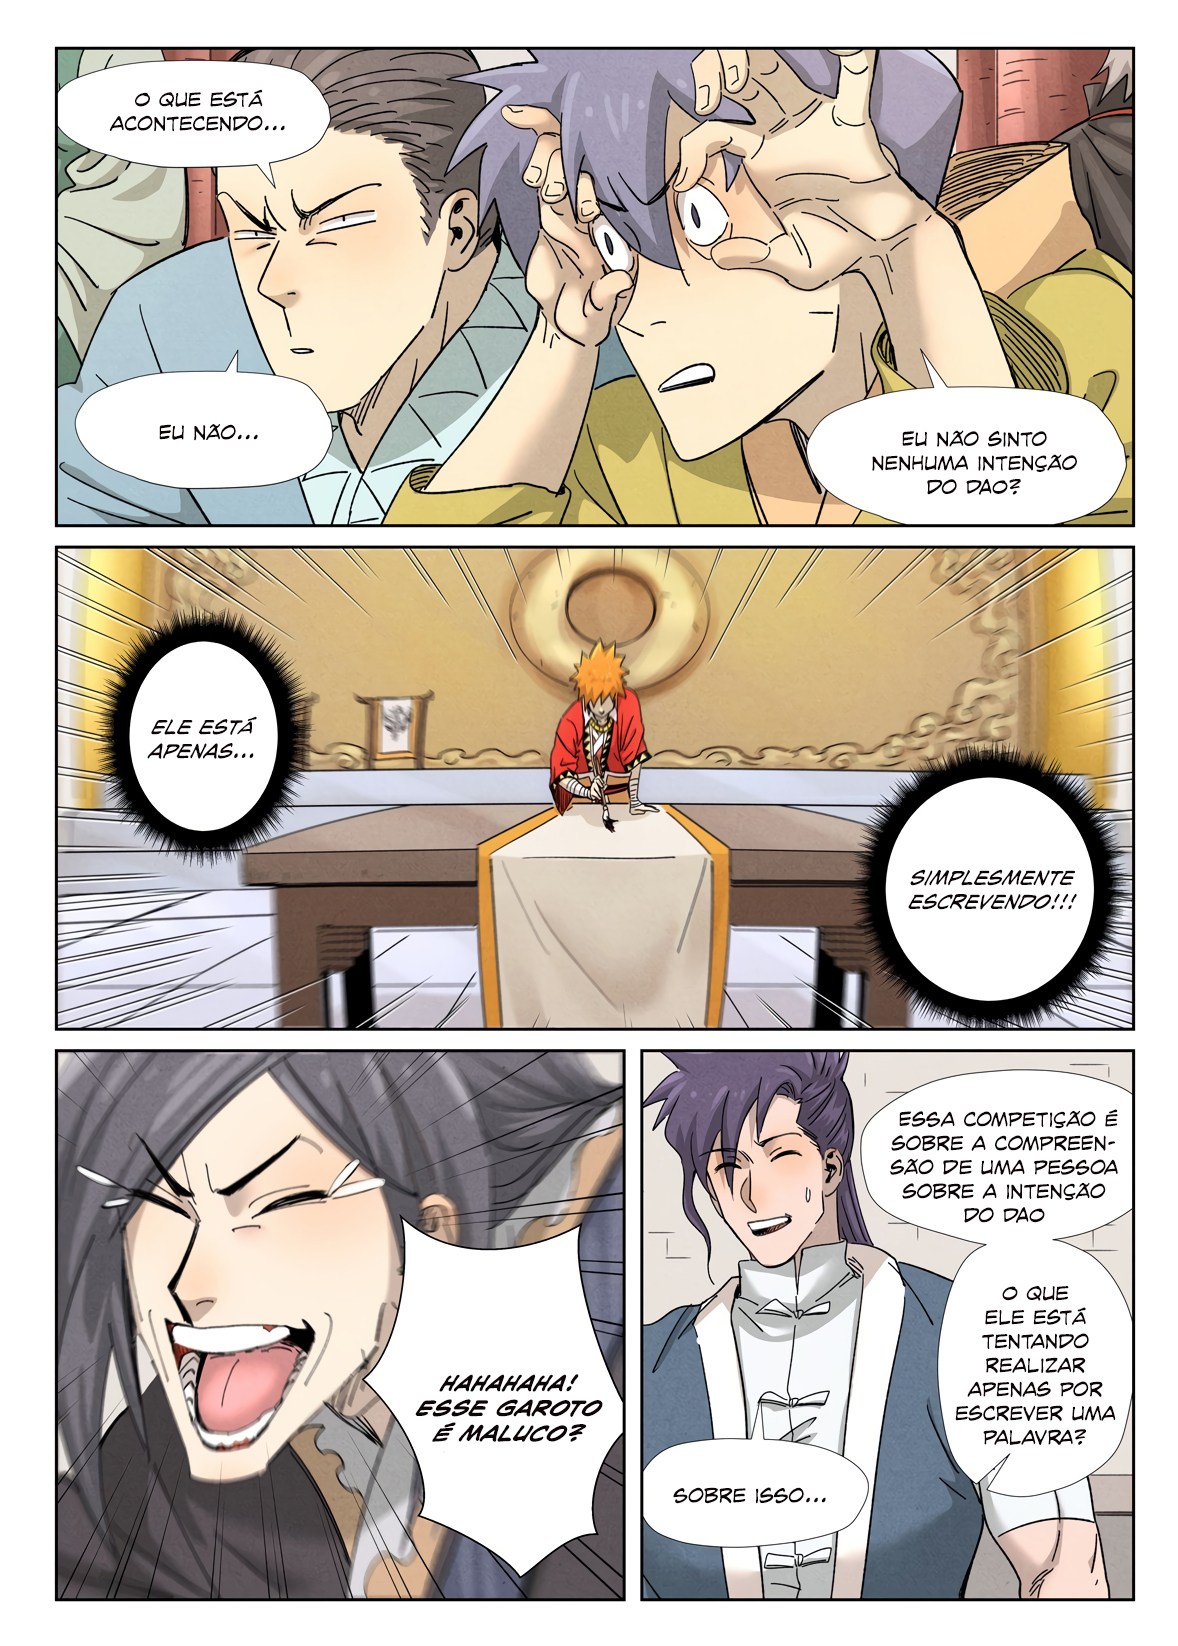 O QUE ESTÁ
ACONTECENDO...
EU NÃO...
EU NÃO SINTO
NENHUMA INTENÇÃO
DO DAO?
ELE ESTÁ
APENAS...
SIMPLESMENTE
ESCREVENDO!!!
HAHAHAHA!
ESSE GAROTO
É MALUCO?
ESSA COMPETIÇÃO É
SOBRE A COMPREEN-
SÃO DE UMA PESSOA
SOBRE A INTENÇÃO
DO DAO
O QUE
ELE ESTÁ
TENTANDO
REALIZAR
APENAS POR
ESCREVER UMA
PALAVRA?
SOBRE ISSO...